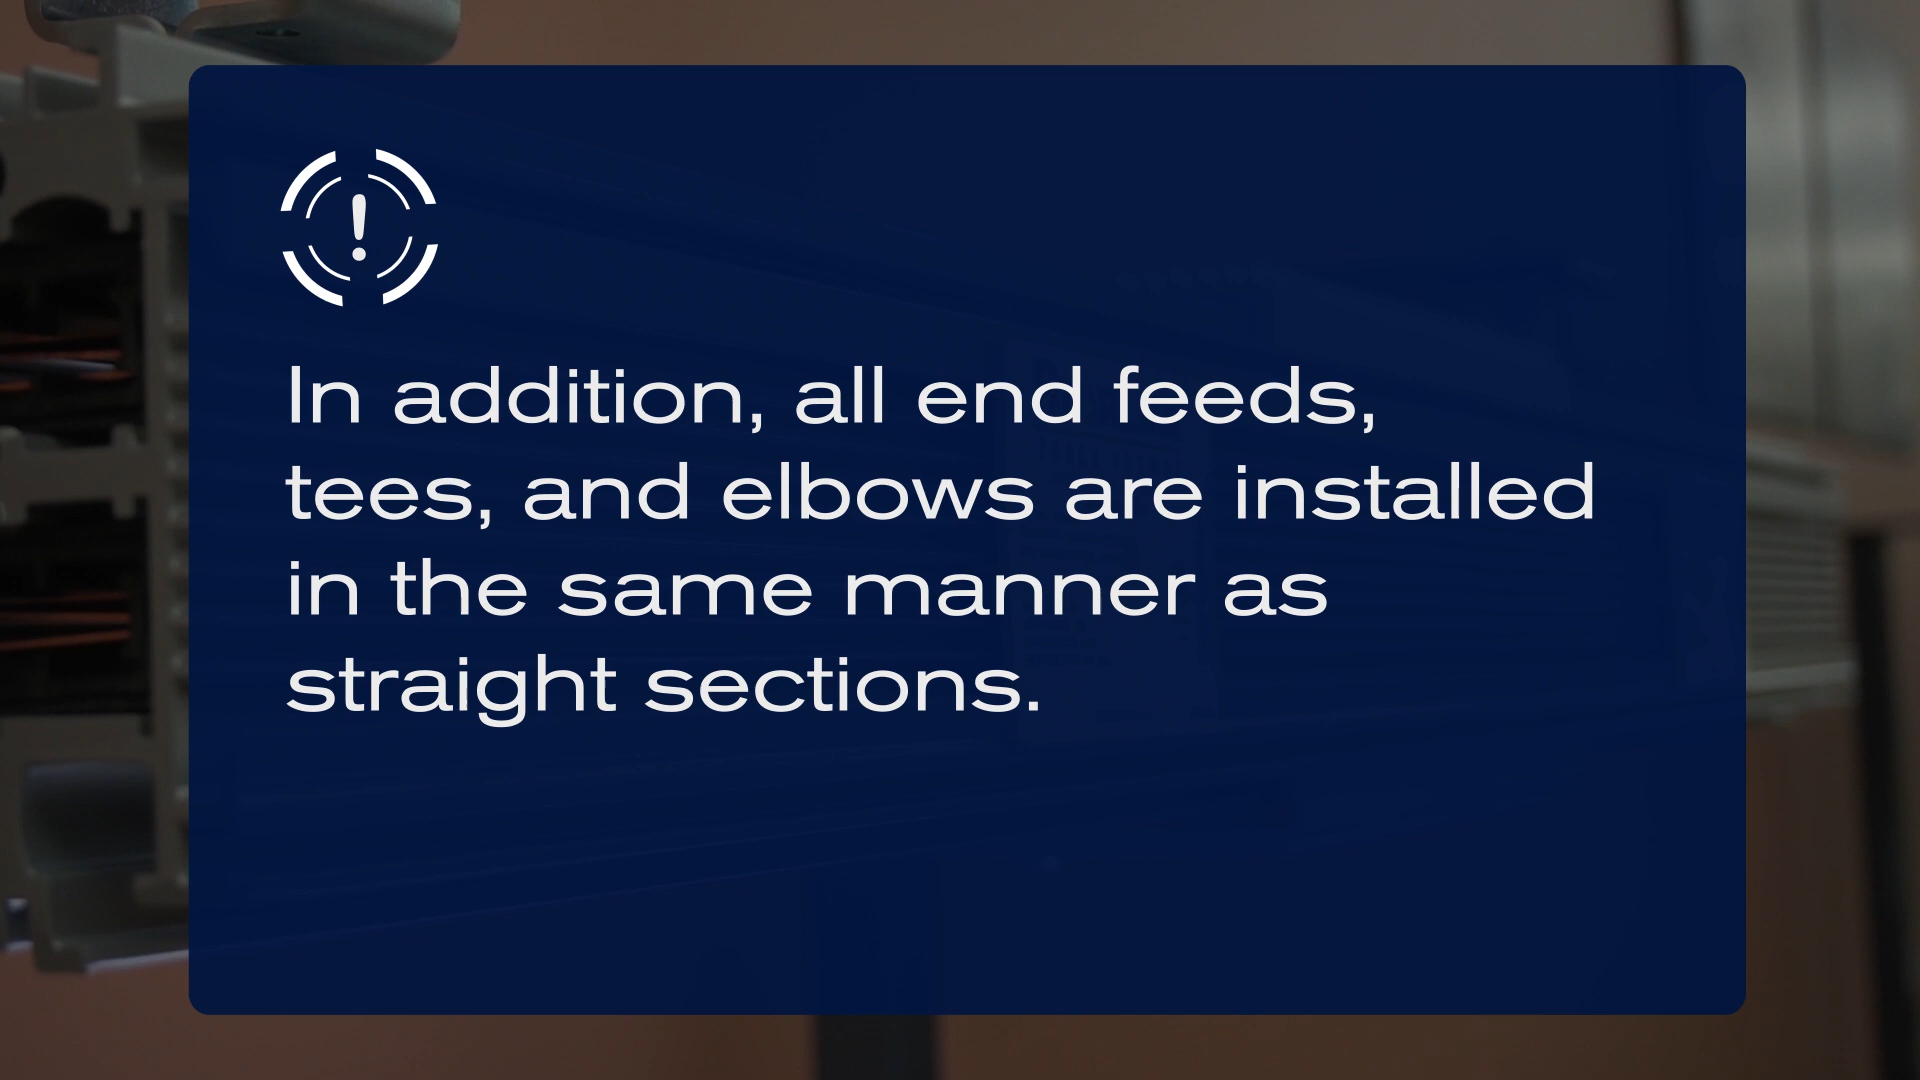 In addition, all end feeds,
tees, and elbows are installed
in the same manner as
straight sections.